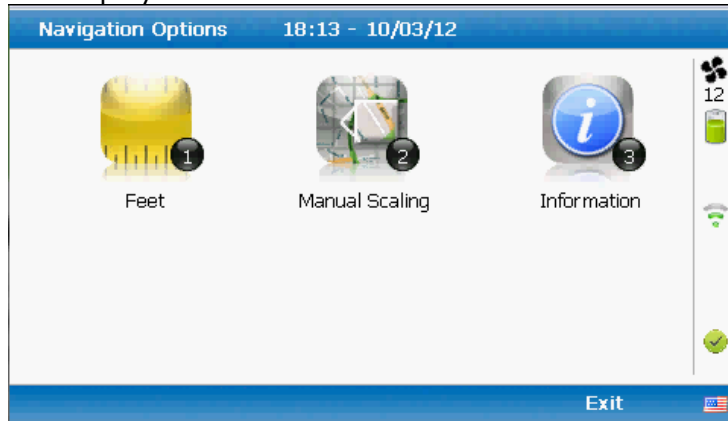 Navigation Options 18:13 - 10/03/12
12
1 2 3
Feet Manual Scaling Information
Exit